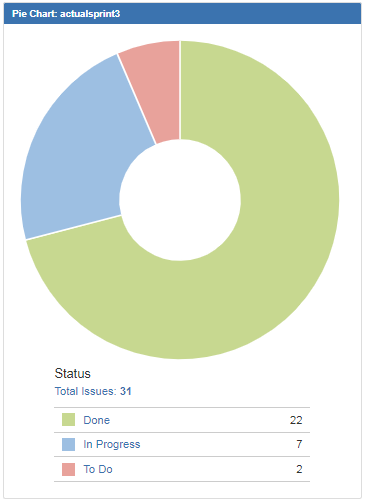 Pie Chart: actualsprint3
Status
Total Issues: 31
Done 22
In Progress 7
To Do 2